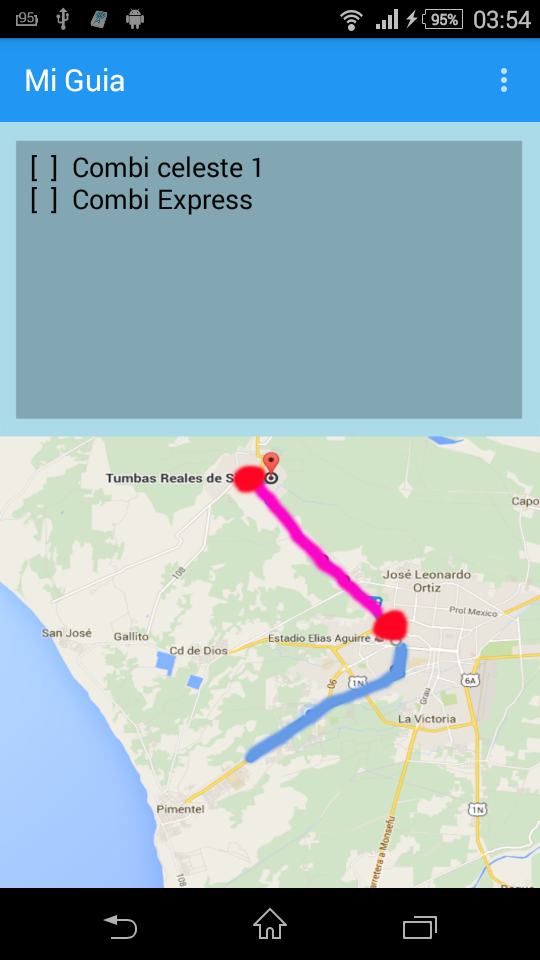 95
95%
03:54
Mi Guia
[ ] Combi celeste 1
[ ] Combi Express
Tumbas Reales de S
Capo
108
José Leonardo
Ortiz
Prol Mexico
San José
Gallito
Estadio Elias Aguirre
Cd de Dios
06
1N
6A
Grau
La Victoria
Pimentel
1N
rretera a Monsefu
108